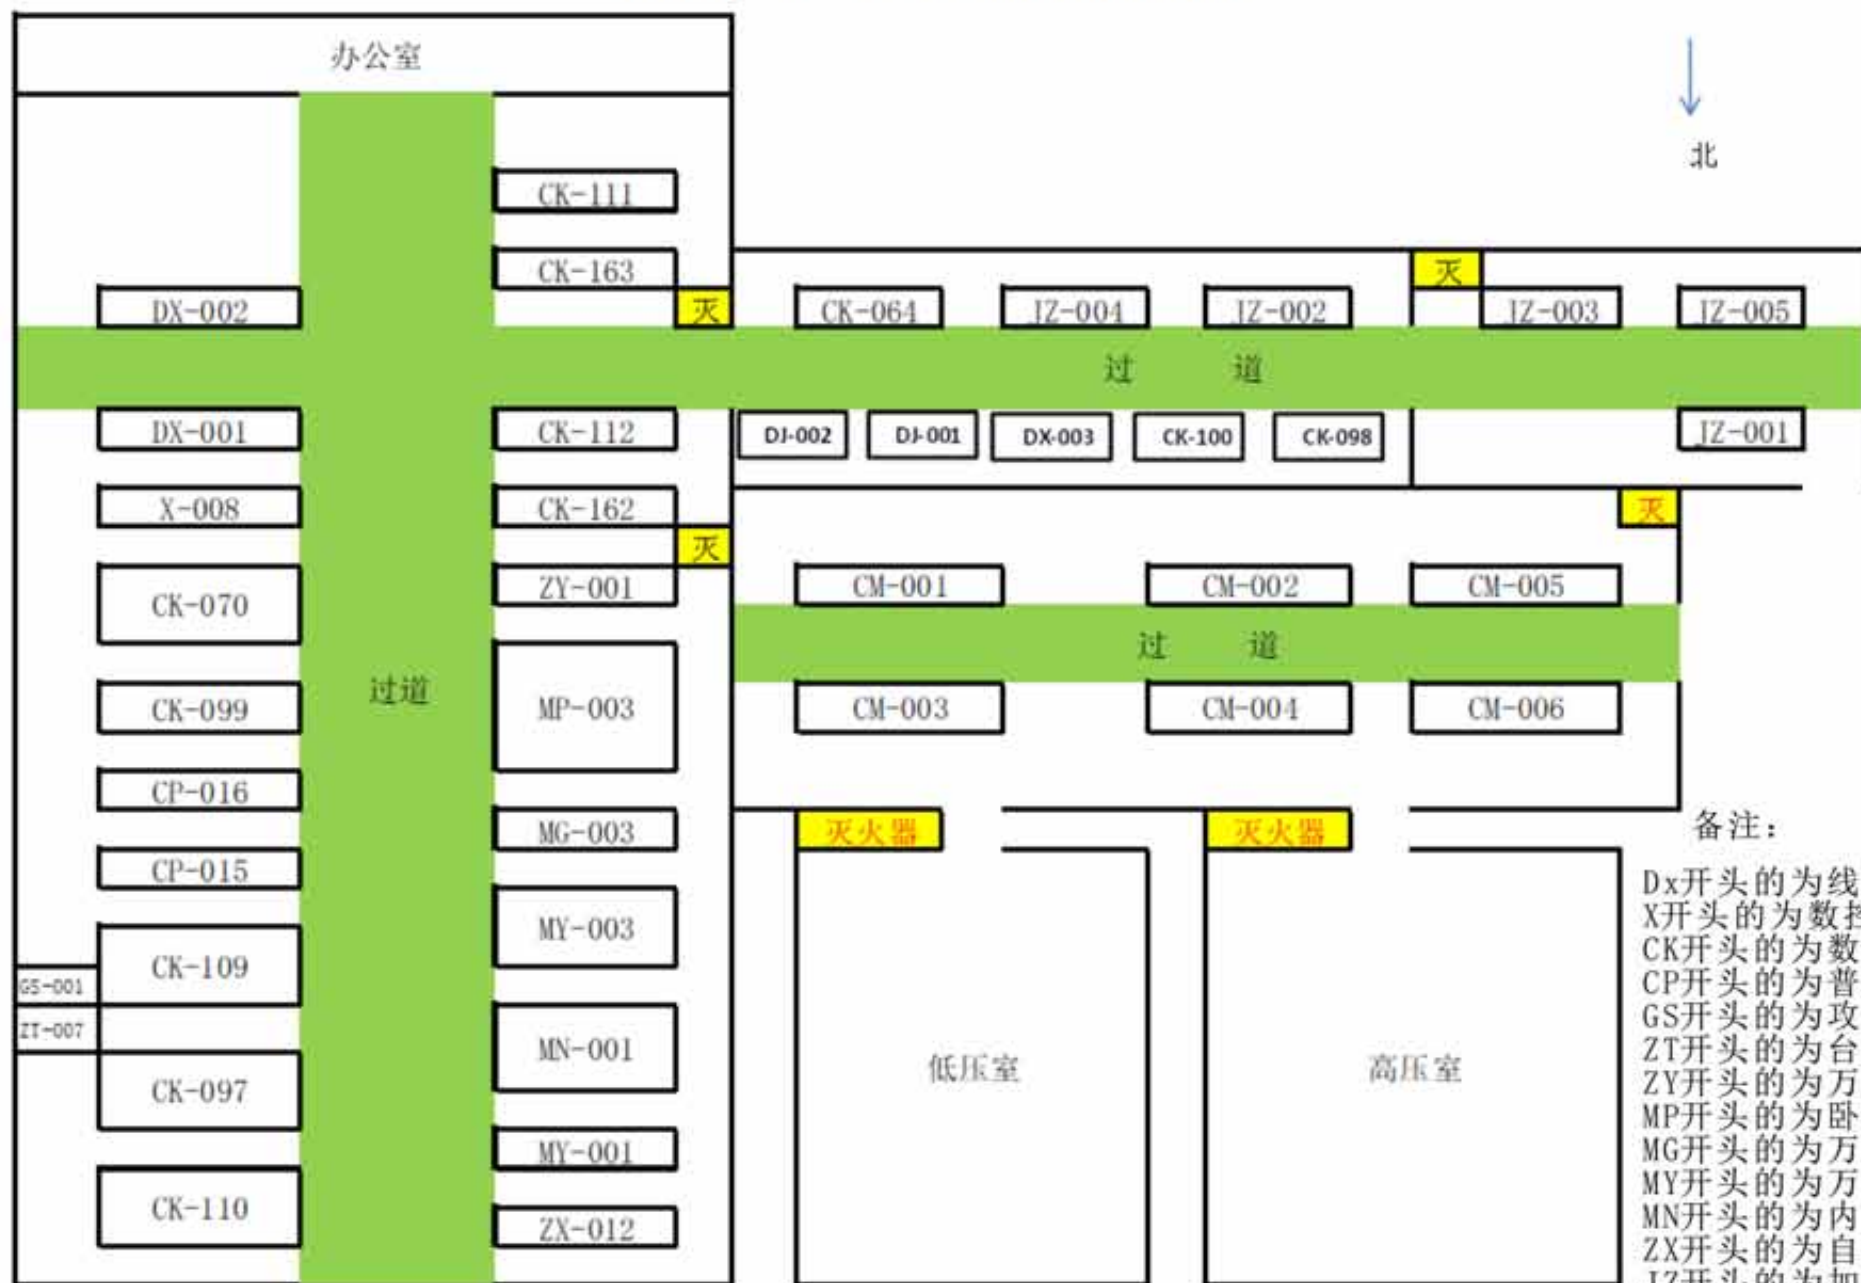 办公室
北
CK-111
CK-163
灭
DX-002
灭
CK-064
JZ-004
JZ-002
JZ-003
JZ-005
过 道
DX-001
CK-112
DJ-002
DJ-001
DX-003
CK-100
CK-098
JZ-001
X-008
CK-162
灭
灭
CK-070
ZY-001
CM-001
CM-002
CM-005
过 道
过道
CK-099
MP-003
CM-003
CM-004
CM-006
CP-016
MG-003
灭火器
灭火器
CP-015
MY-003
CK-109
GS-001
ZT-007
MN-001
低压室
高压室
CK-097
MY-001
CK-110
ZX-012
备注：
Dx开头的为线
X开头的为数控
CK开头的为数
CP开头的为普
GS开头的为攻
ZT开头的为台
ZY开头的为万
MP开头的为卧
MG开头的为万
MY开头的为万
MN开头的为内
ZX开头的为自
JZ开头的为加